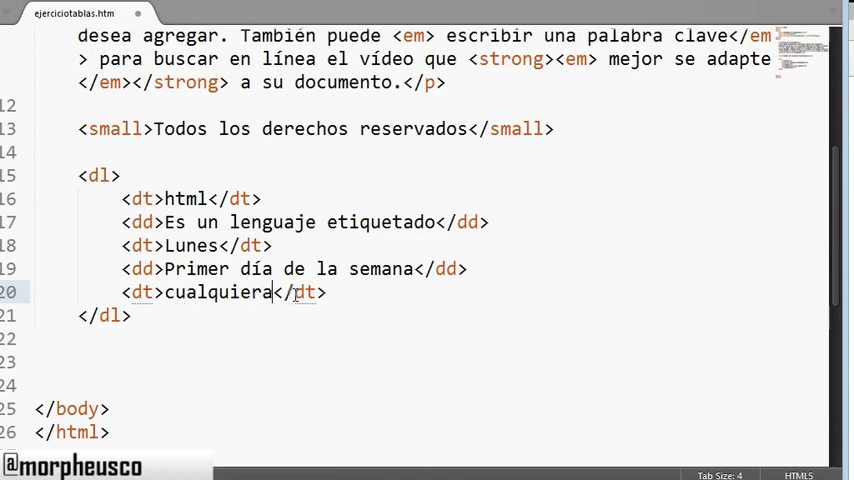 ejerciciotablas.htm
desea agregar. También puede <em> escribir una palabra clave</em
> para buscar en línea el vídeo que <strong><em> mejor se adapte
</em></strong> a su documento.</p>
12
13 <small>Todos los derechos reservados</small>
14
15 <dl>
16 <dt>html</dt>
17 <dd>Es un lenguaje etiquetado</dd>
18 <dt>Lunes</dt>
19 <dd>Primer día de la semana</dd>
20 <dt>cualquiera</dt>
21 </dl>
22
23
24
25 </body>
26 </html>
@morpheusco
Tab Size: 4 HTML5